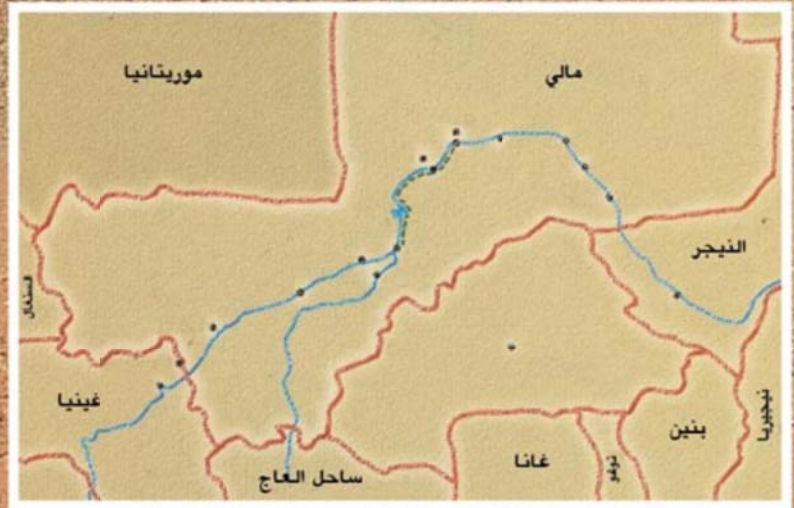 موريتانيا
مالي
النيجر
السنغال
غينيا
نيجيريا
بنين
غانا
توغو
ساحل العاج